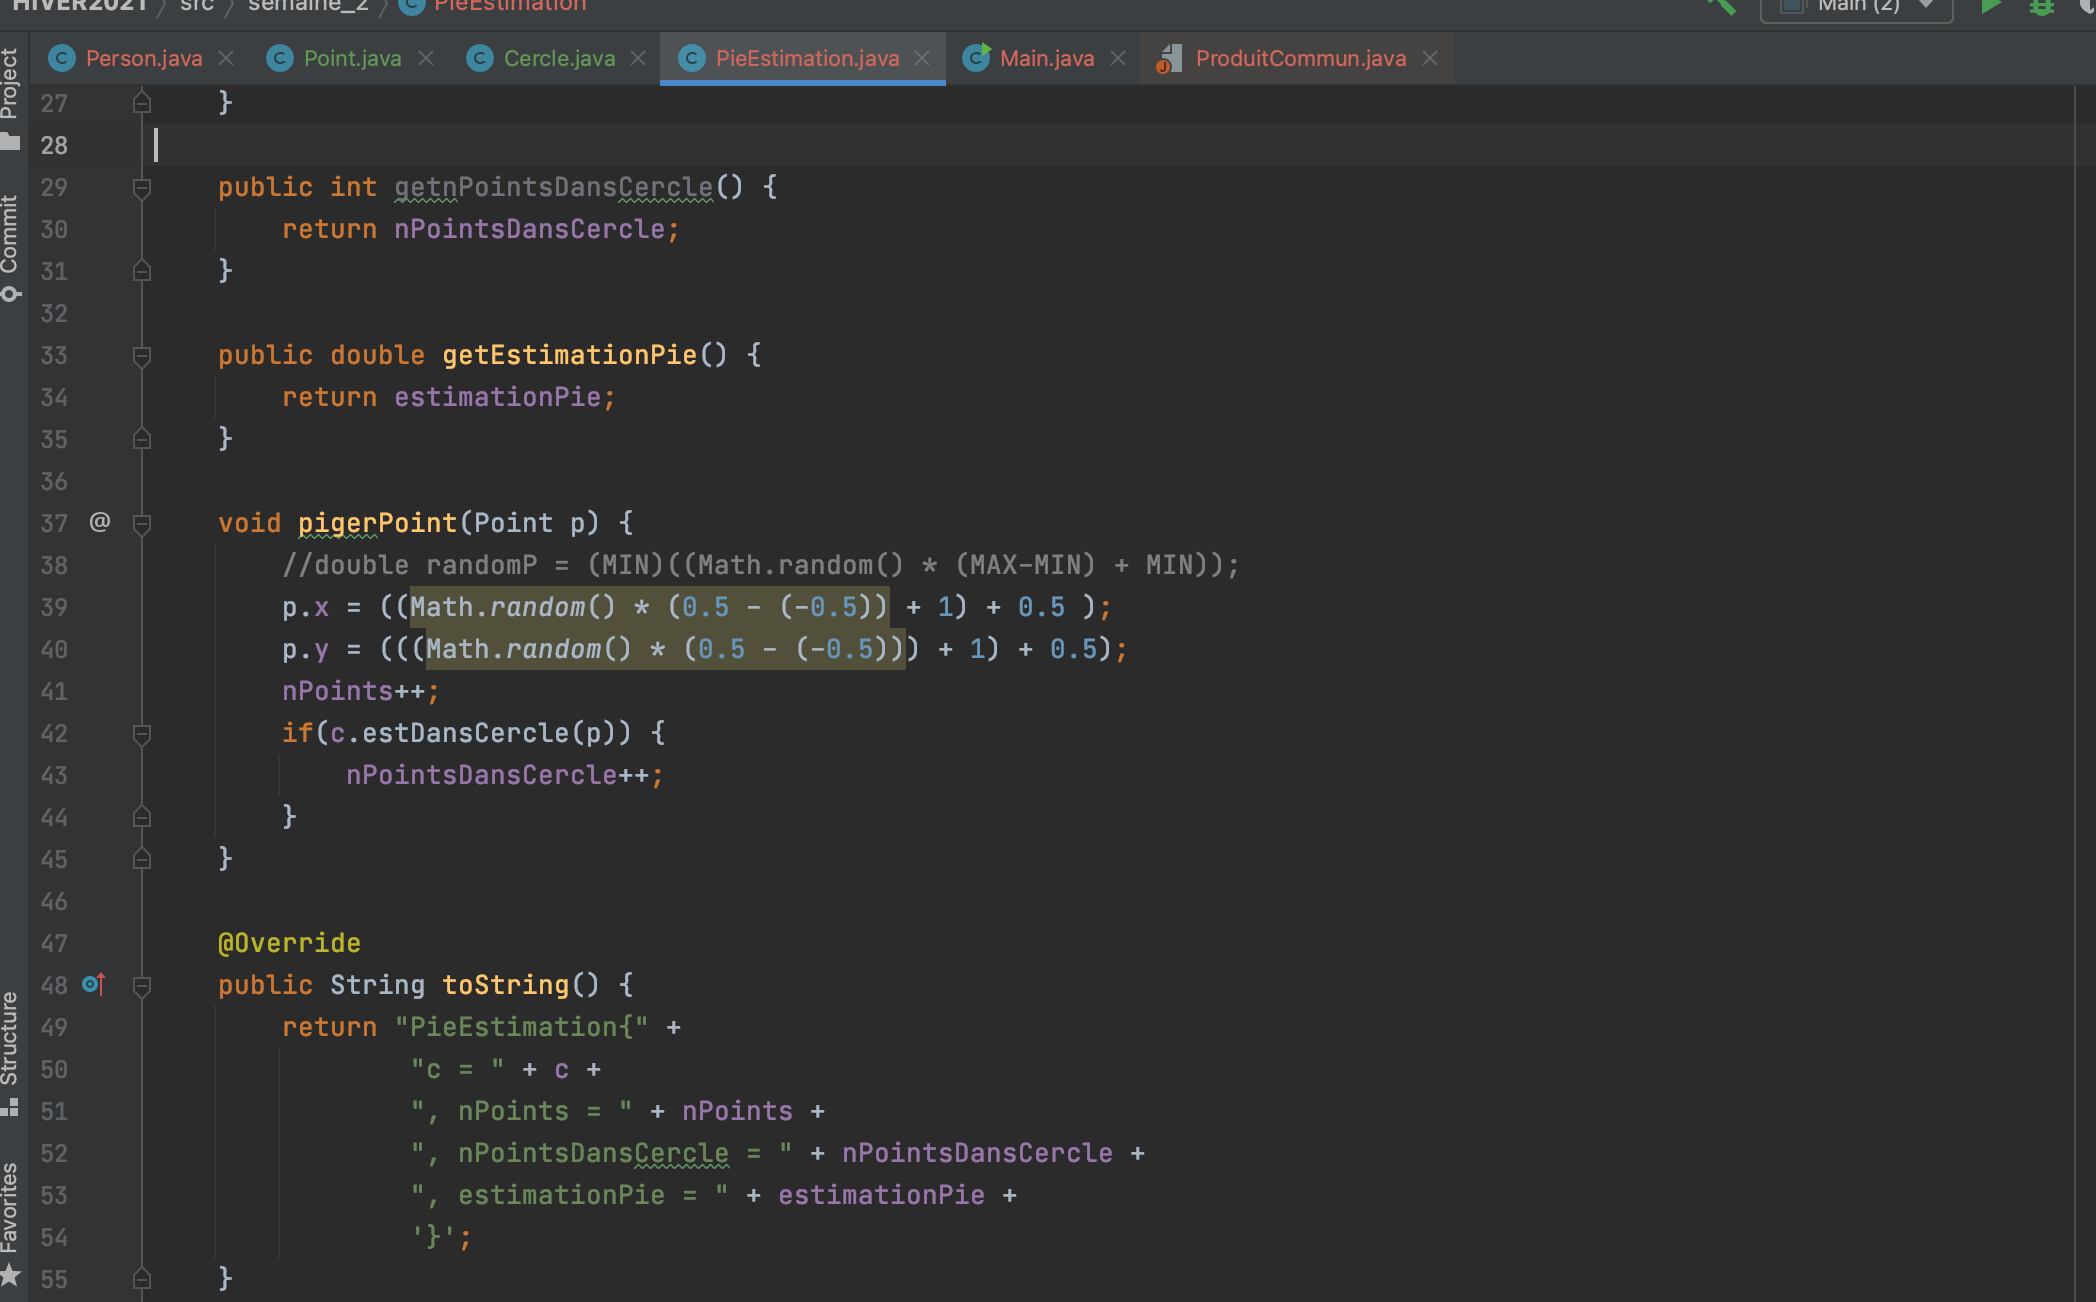 HIVER2021 src semaine_2 PieEstimation Main (2)
Person.java Point.java Cercle.java PieEstimation.java Main.java ProduitCommun.java
Project
Commit
Structure
Favorites
27 }
28
29 public int getnPointsDansCercle() {
30 return nPointsDansCercle;
31 }
32
33 public double getEstimationPie() {
34 return estimationPie;
35 }
36
37 @ void pigerPoint(Point p) {
38 //double randomP = (MIN)((Math.random() * (MAX-MIN) + MIN));
39 p.x = ((Math.random() * (0.5 - (-0.5)) + 1) + 0.5 );
40 p.y = (((Math.random() * (0.5 - (-0.5))) + 1) + 0.5);
41 nPoints++;
42 if(c.estDansCercle(p)) {
43 nPointsDansCercle++;
44 }
45 }
46
47 @Override
48 public String toString() {
49 return "PieEstimation{" +
50 "c = " + c +
51 ", nPoints = " + nPoints +
52 ", nPointsDansCercle = " + nPointsDansCercle +
53 ", estimationPie = " + estimationPie +
54 '}';
55 }